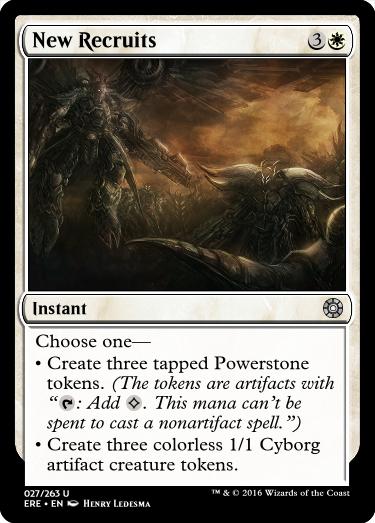 New Recruits 3
Instant
Choose one—
• Create three tapped Powerstone
tokens. (The tokens are artifacts with
“: Add . This mana can't be
spent to cast a nonartifact spell.”)
• Create three colorless 1/1 Cyborg
artifact creature tokens.
027/263 U
ERE • EN HENRY LEDESMA
™ & © 2016 Wizards of the Coast